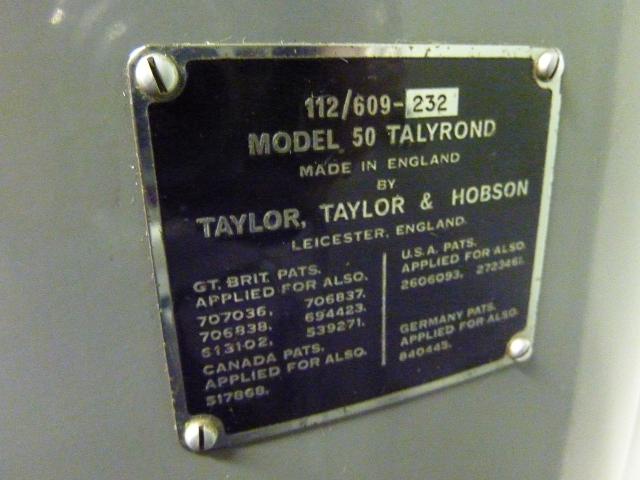 112/609-232
MODEL 50 TALYROND
MADE IN ENGLAND
BY
TAYLOR, TAYLOR & HOBSON
LEICESTER, ENGLAND.
GT. BRIT. PATS.
APPLIED FOR ALSO.
707036, 706837.
706838. 694423.
613102. 539271.
CANADA PATS.
APPLIED FOR ALSO.
517868.
U.S.A. PATS.
APPLIED FOR ALSO.
2606093. 2723461.
GERMANY PATS.
APPLIED FOR ALSO.
840445.